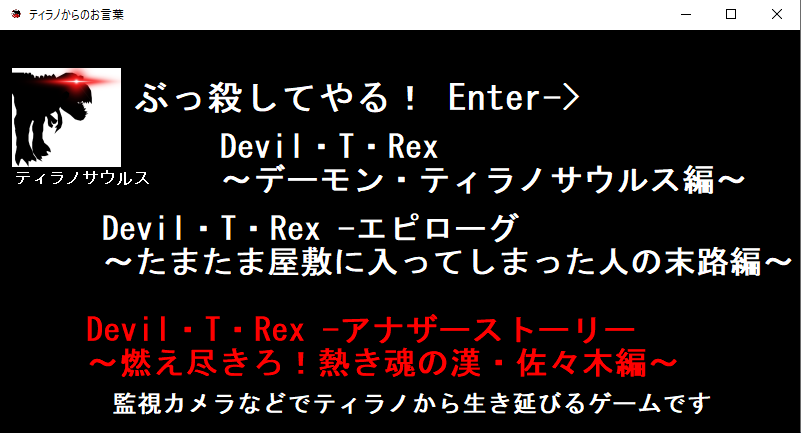 ティラノからのお言葉
ぶっ殺してやる！ Enter->
ティラノサウルス
Devil・T・Rex
～デーモン・ティラノサウルス編～
Devil・T・Rex -エピローグ
～たまたま屋敷に入ってしまった人の末路編～
Devil・T・Rex -アナザーストーリー
～燃え尽きろ！熱き魂の漢・佐々木編～
監視カメラなどでティラノから生き延びるゲームです